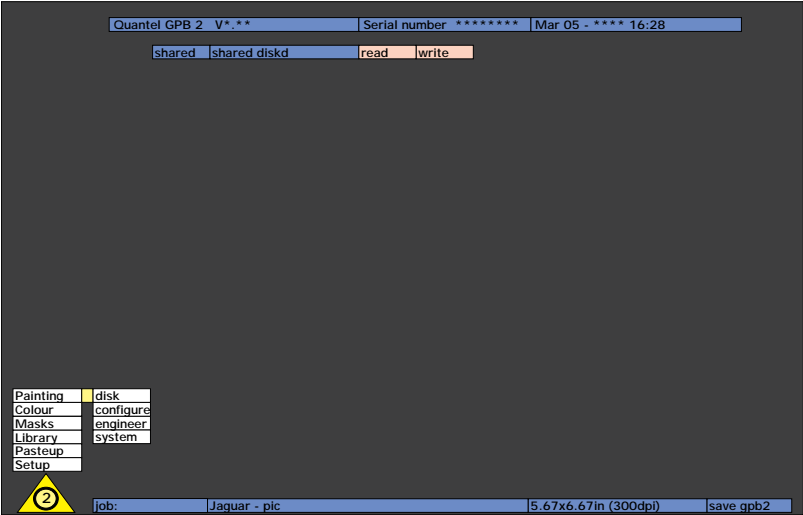 Quantel GPB 2 V*.** Serial number ******** Mar 05 - **** 16:28
shared shared diskd read write
Painting disk
Colour configure
Masks engineer
Library system
Pasteup
Setup
2
job: Jaguar - pic 5.67x6.67in (300dpi) save gpb2